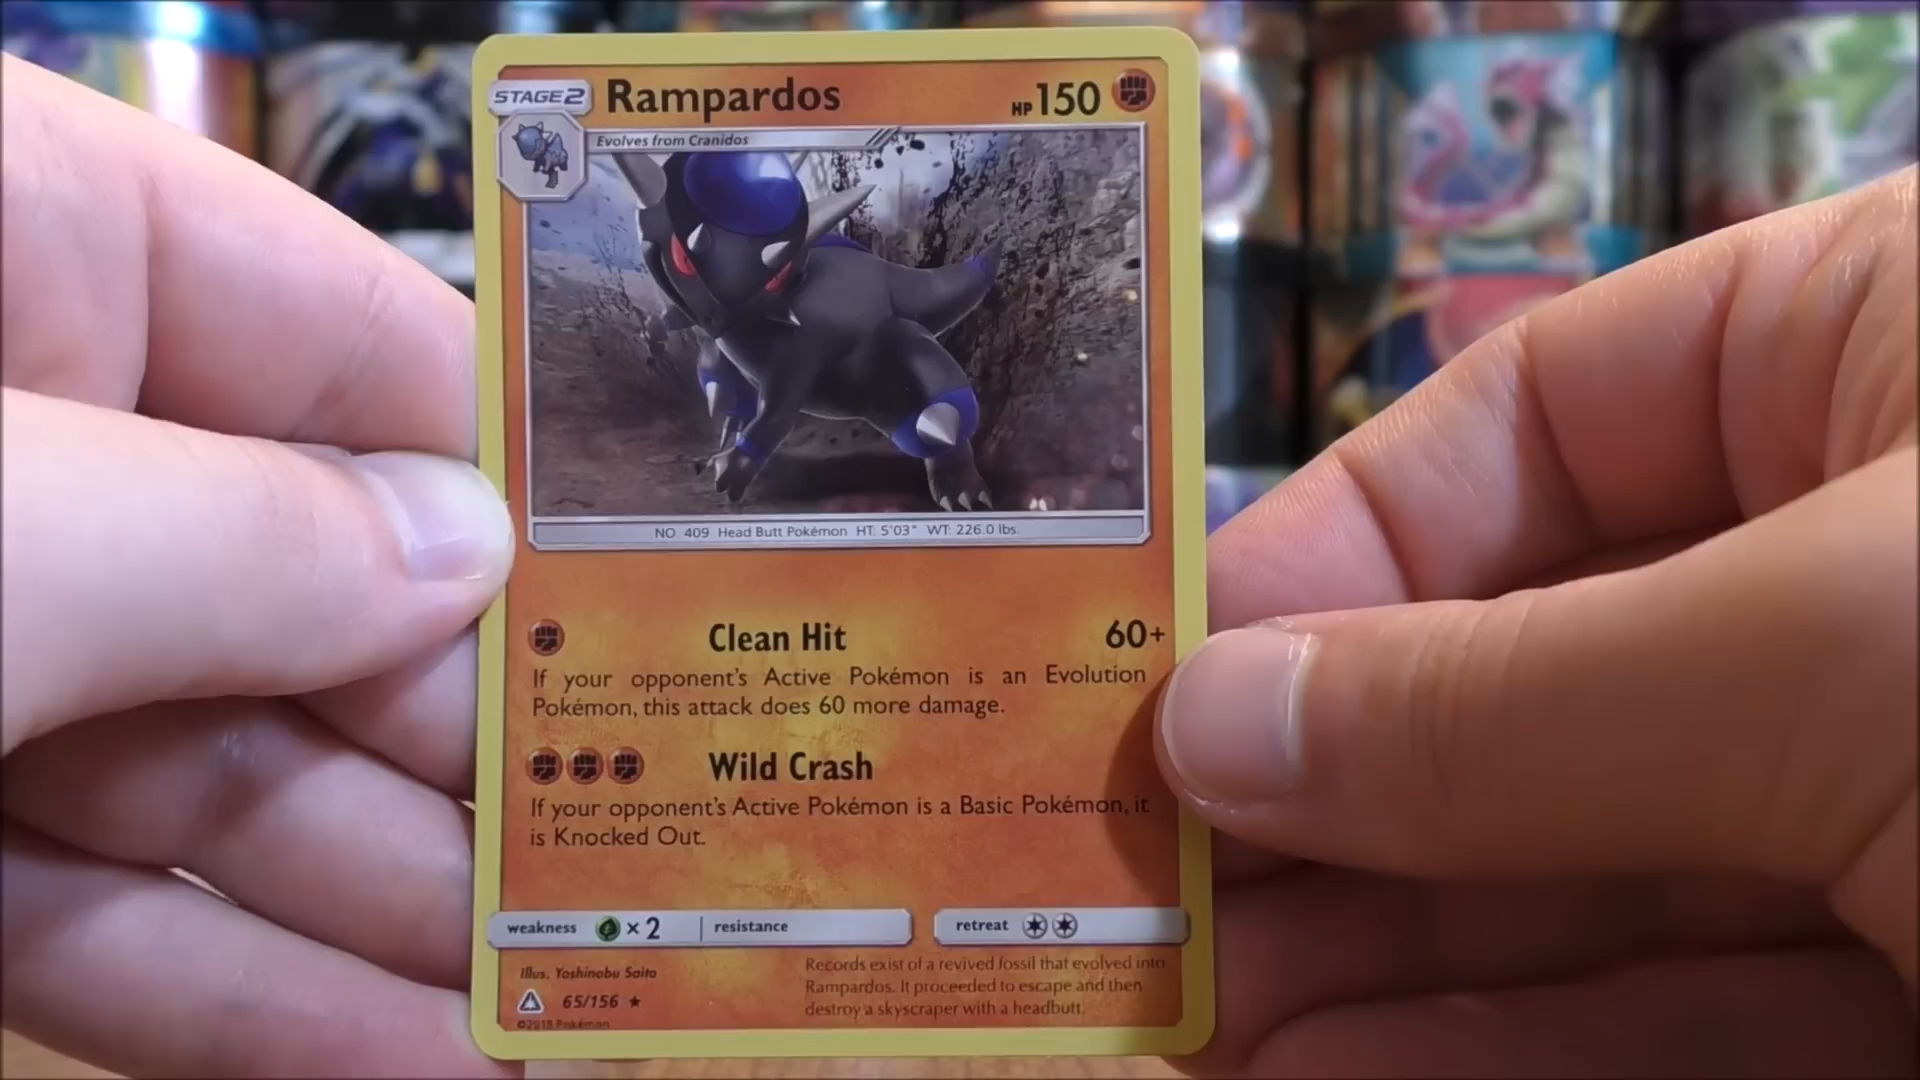 STAGE2 Rampardos HP 150
Evolves from Cranidos
NO. 409 Head Butt Pokémon HT: 5'03" WT: 226.0 lbs.
Clean Hit 60+
If your opponent's Active Pokémon is an Evolution
Pokémon, this attack does 60 more damage.
Wild Crash
If your opponent's Active Pokémon is a Basic Pokémon, it
is Knocked Out.
weakness ×2 resistance retreat
Illus. Yoshinobu Saito
65/156 ★
©2018 Pokémon
Records exist of a revived fossil that evolved into
Rampardos. It proceeded to escape and then
destroy a skyscraper with a headbutt.